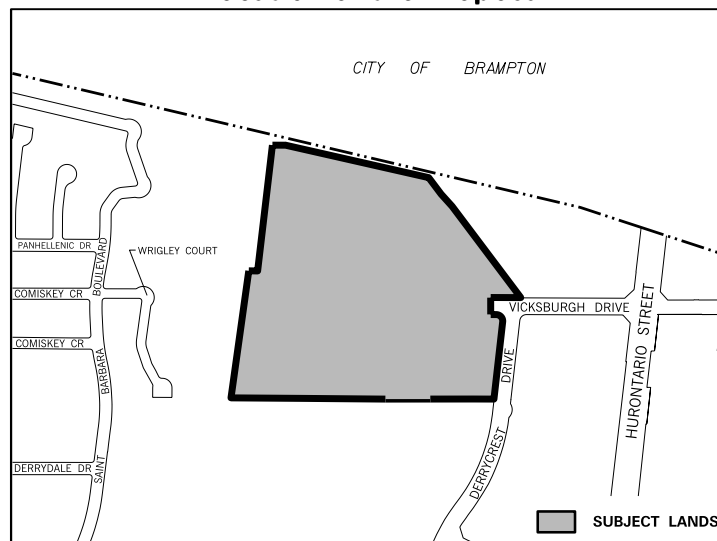 CITY OF BRAMPTON
PANHELLENIC DR
BOULEVARD
WRIGLEY COURT
COMISKEY CR
VICKSBURGH DRIVE
HURONTARIO STREET
COMISKEY CR
BARBARA
DRIVE
DERRYDALE DR
SAINT
DERRYCREST
SUBJECT LANDS